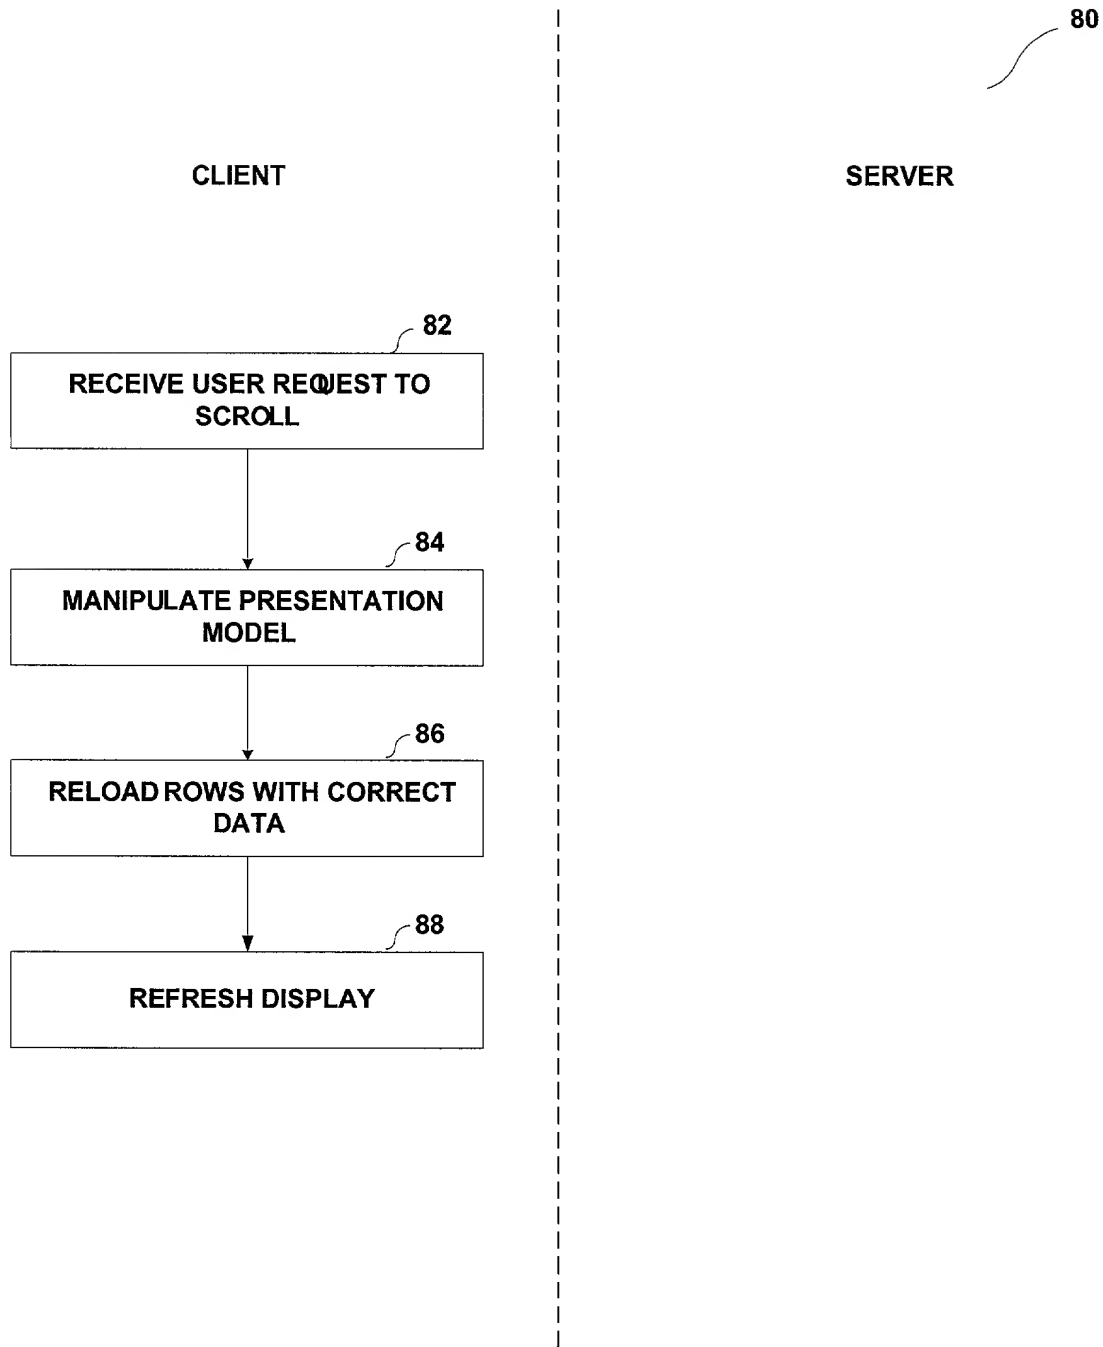 80
CLIENT
SERVER
82
RECEIVE USER REQUEST TO
SCROLL
84
MANIPULATE PRESENTATION
MODEL
86
RELOAD ROWS WITH CORRECT
DATA
88
REFRESH DISPLAY